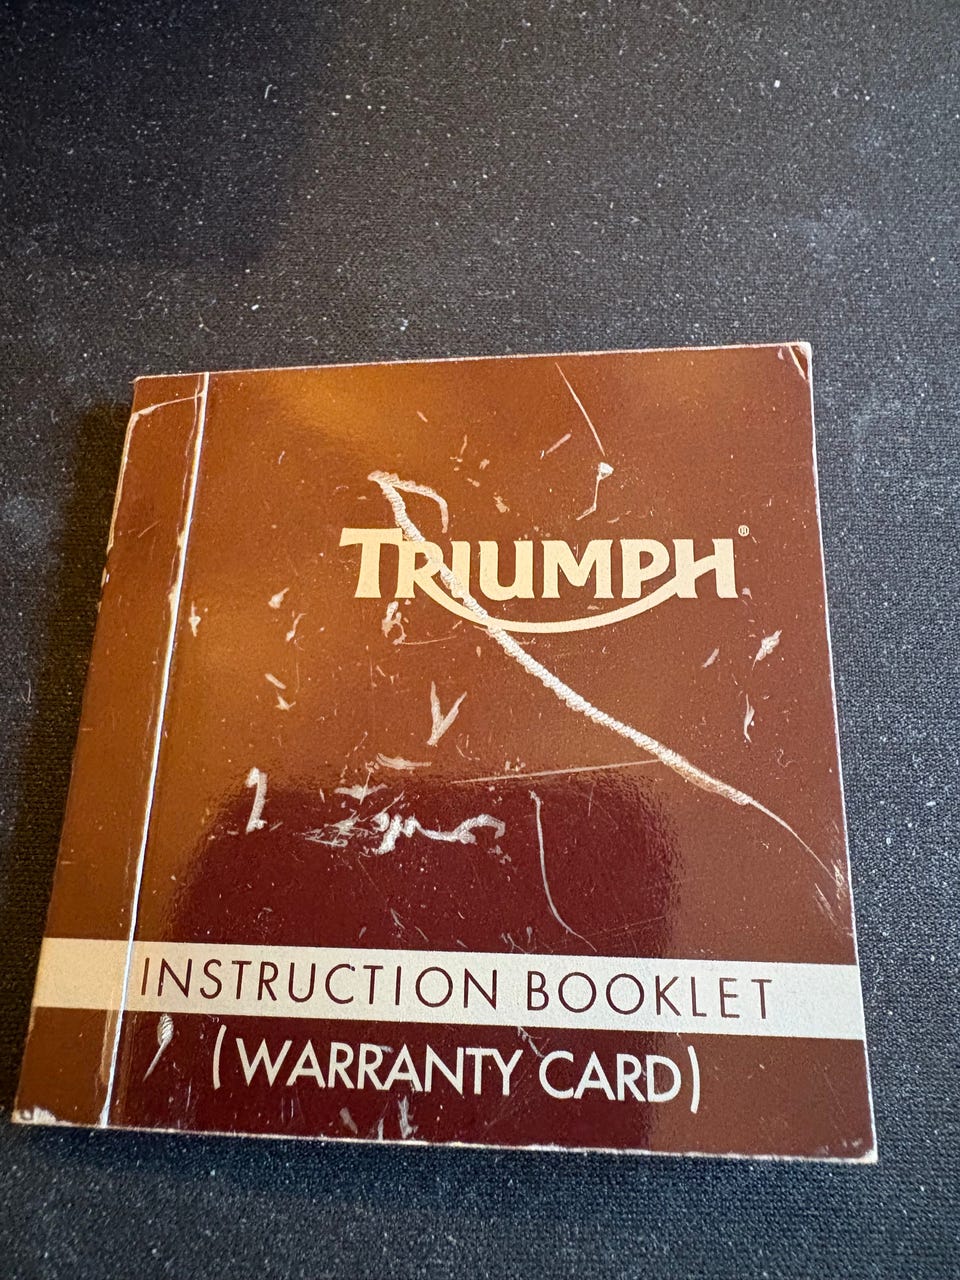 TRIUMPH®
INSTRUCTION BOOKLET
(WARRANTY CARD)